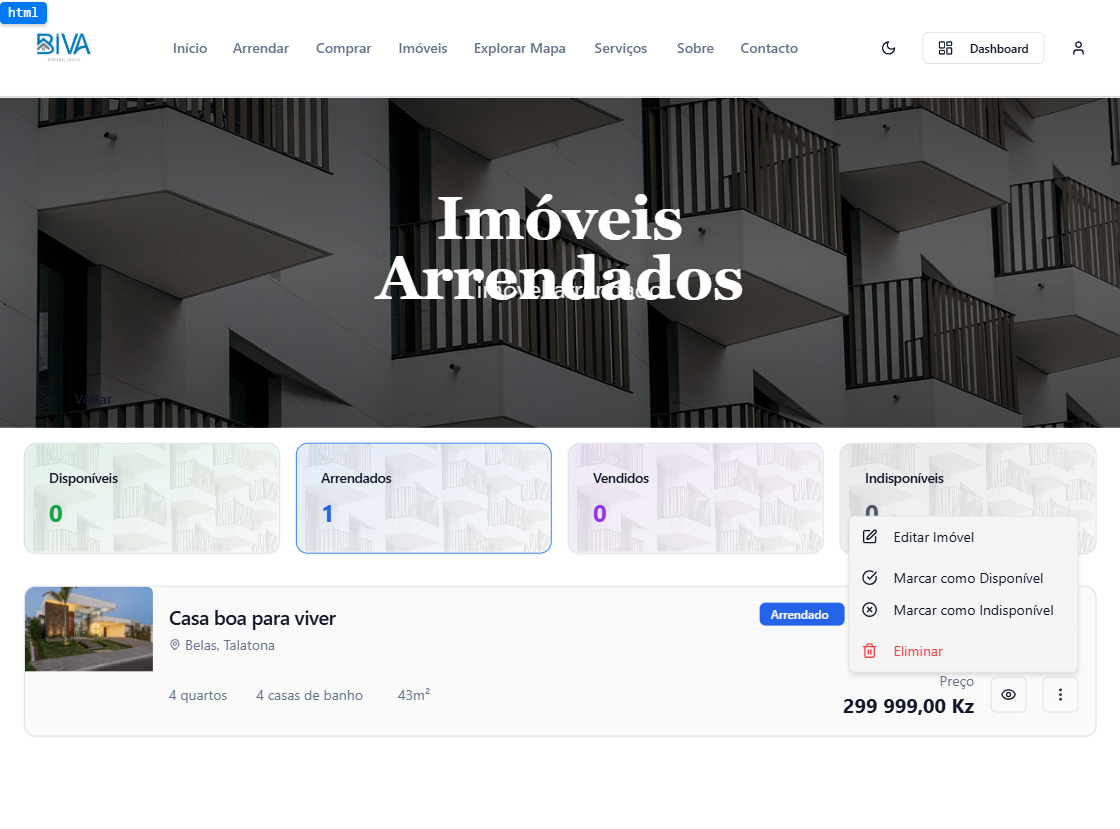 html
BIVA
IMOBILIÁRIA
Início
Arrendar
Comprar
Imóveis
Explorar Mapa
Serviços
Sobre
Contacto
Dashboard
Imóveis
Arrendados
Voltar
Disponíveis
0
Arrendados
1
Vendidos
0
Indisponíveis
0
Editar Imóvel
Marcar como Disponível
Marcar como Indisponível
Eliminar
Casa boa para viver
Arrendado
Belas, Talatona
4 quartos
4 casas de banho
43m²
Preço
299 999,00 Kz